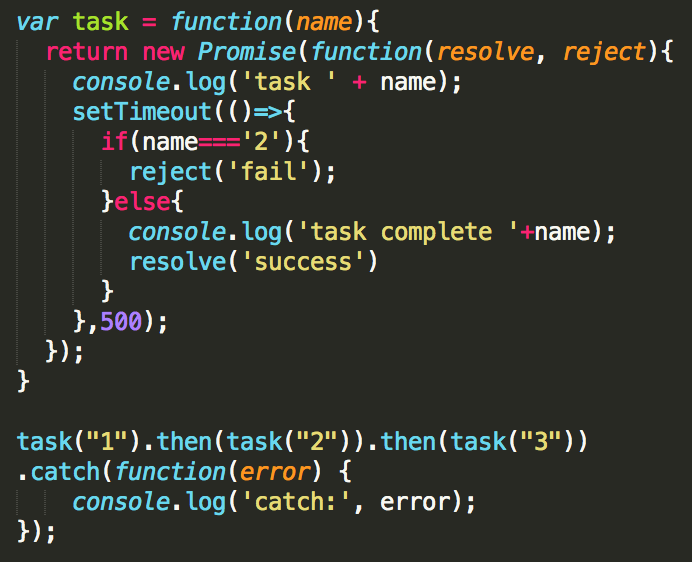 var task = function(name){
  return new Promise(function(resolve, reject){
    console.log('task ' + name);
    setTimeout(()=>{
      if(name==='2'){
        reject('fail');
      }else{
        console.log('task complete '+name);
        resolve('success')
      }
    },500);
  });
}

task("1").then(task("2")).then(task("3"))
.catch(function(error) {
    console.log('catch:', error);
});